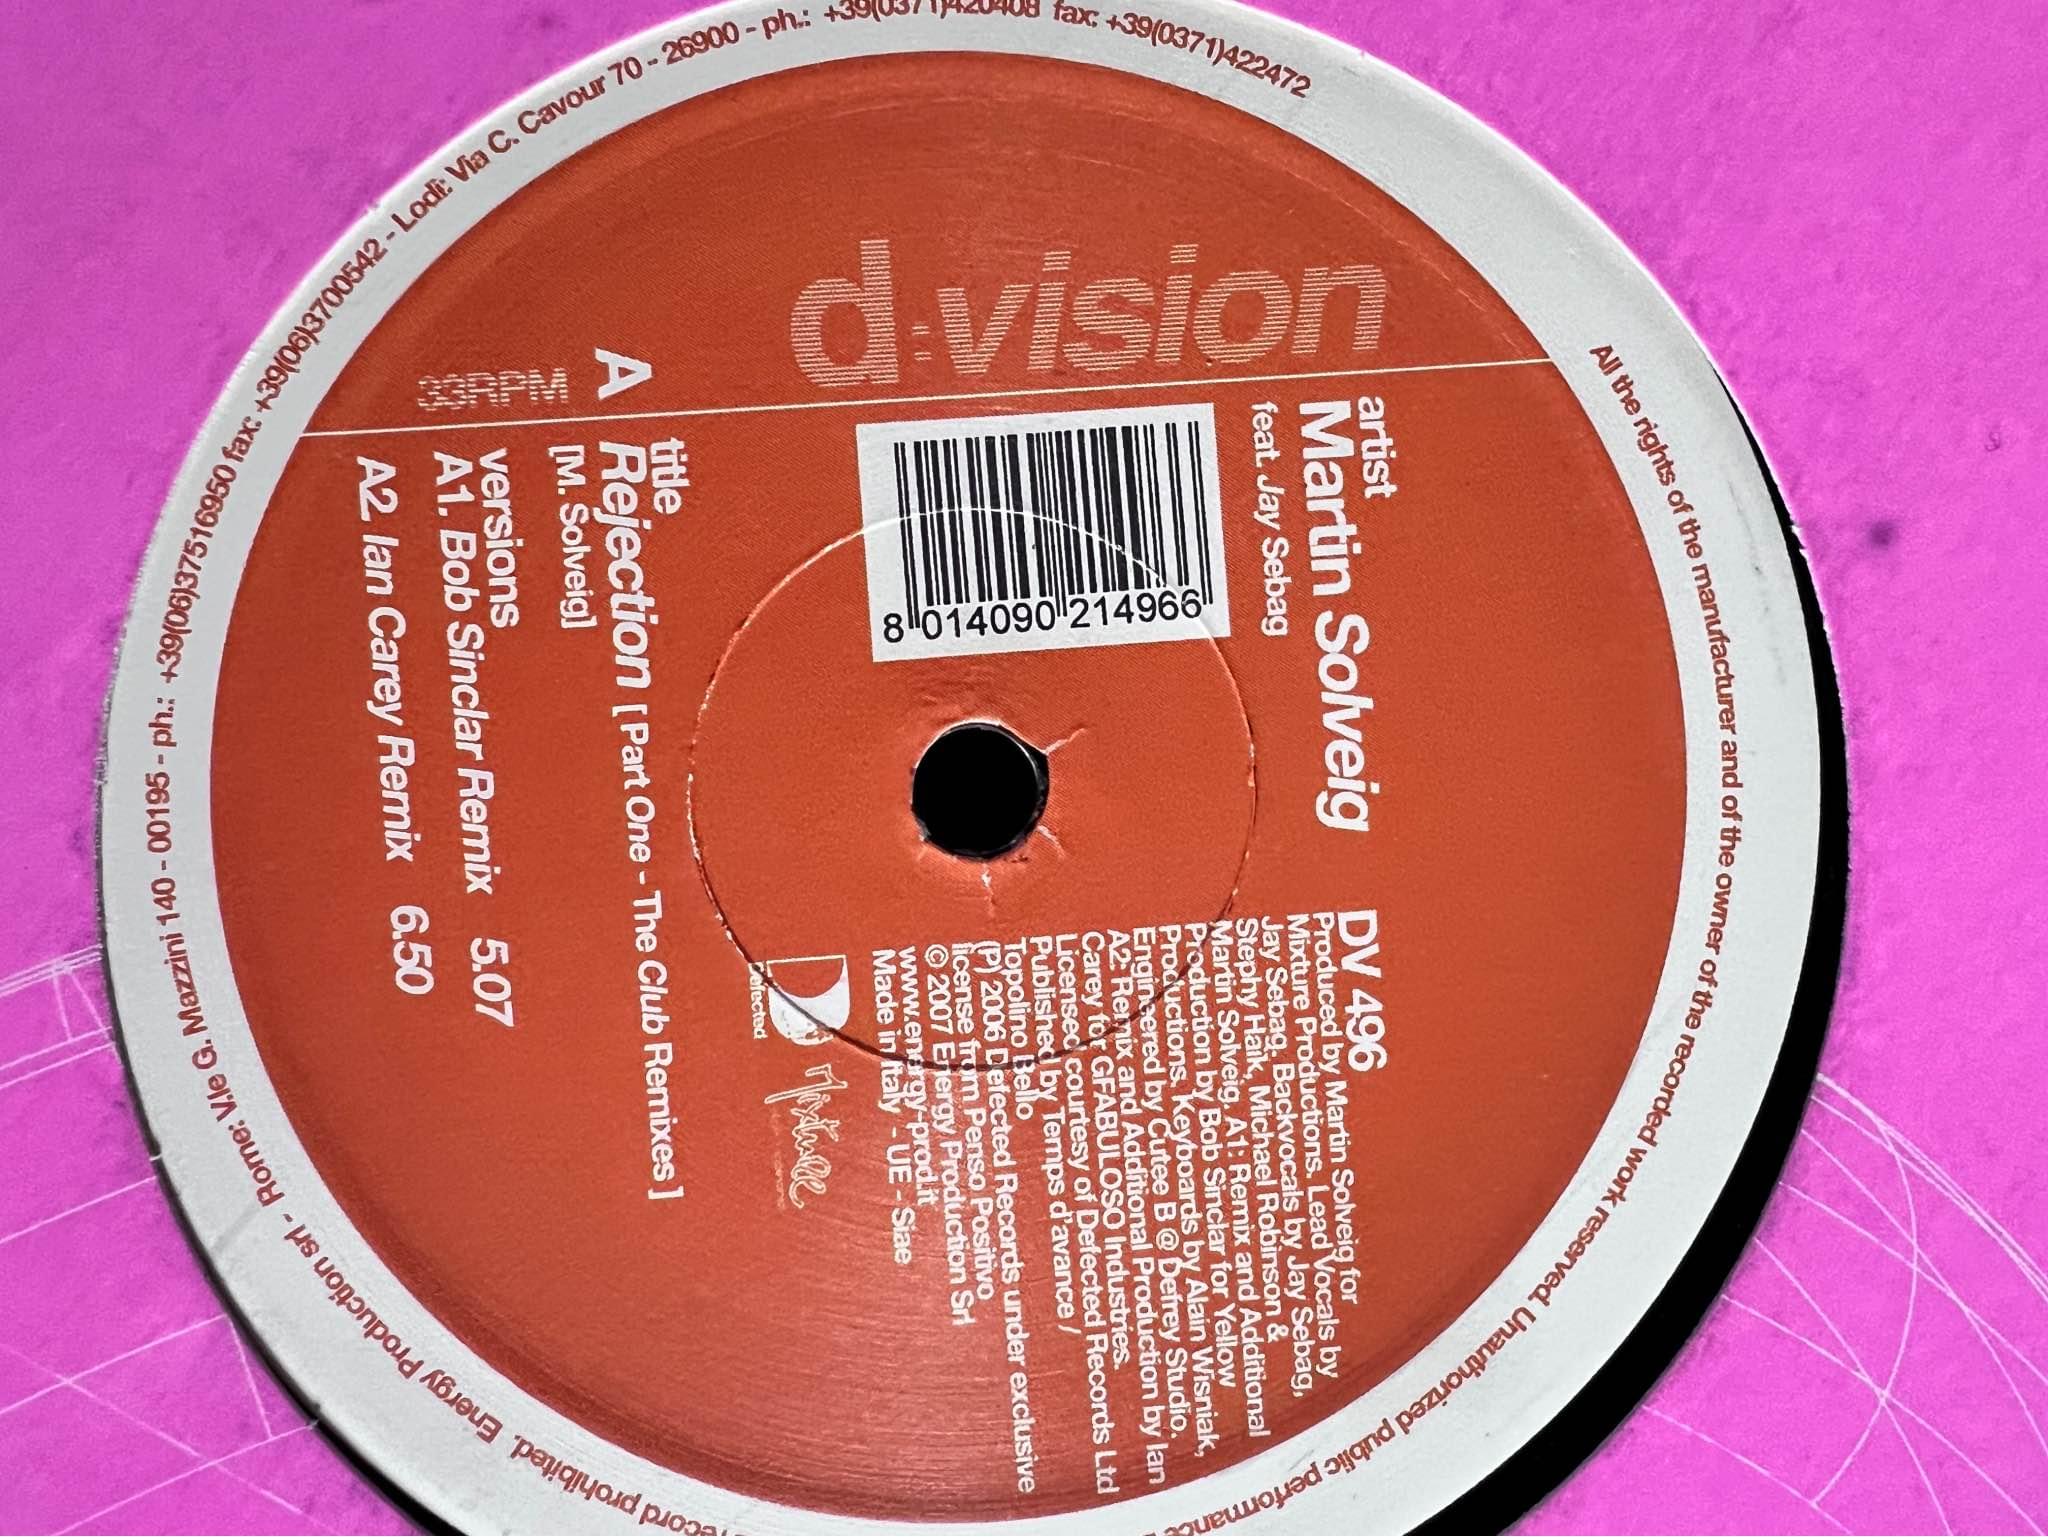 d:vision
A
33RPM
artist
Martin Solveig
feat. Jay Sebag
8 014090 214966
title
Rejection [ Part One - The Club Remixes ]
[M. Solveig]
versions
A1. Bob Sinclar Remix 5.07
A2. Ian Carey Remix 6.50
DV 496
Produced by Martin Solveig for
Mixture Productions. Lead Vocals by
Jay Sebag. Backvocals by Jay Sebag,
Stephy Haik, Michael Robinson &
Martin Solveig. A1: Remix and Additional
Production by Bob Sinclar for Yellow
Productions. Keyboards by Alain Wisniak,
Engineered by Cutee B @ Defrey Studio.
A2: Remix and Additional Production by Ian
Carey for GFABULOSO Industries.
Licensed courtesy of Defected Records Ltd
Published by Temps d'avance /
Topolino Bello
(P) 2006 Defected Records under exclusive
license from Penso Positivo
© 2007 Energy Production Srl
www.energy-prod.it
Made in Italy - UE - Siae
Defected
Mixture
All the rights of the manufacturer and of the owner of the recorded work reserved. Unauthorized public performance
record prohibited. Energy Production srl - Rome: V.le G. Mazzini 140 - 00195 - ph.: +39(06)37516950 fax: +39(06)3700542 - Lodi: Via C. Cavour 70 - 26900 - ph.: +39(0371)420408 fax: +39(0371)422472